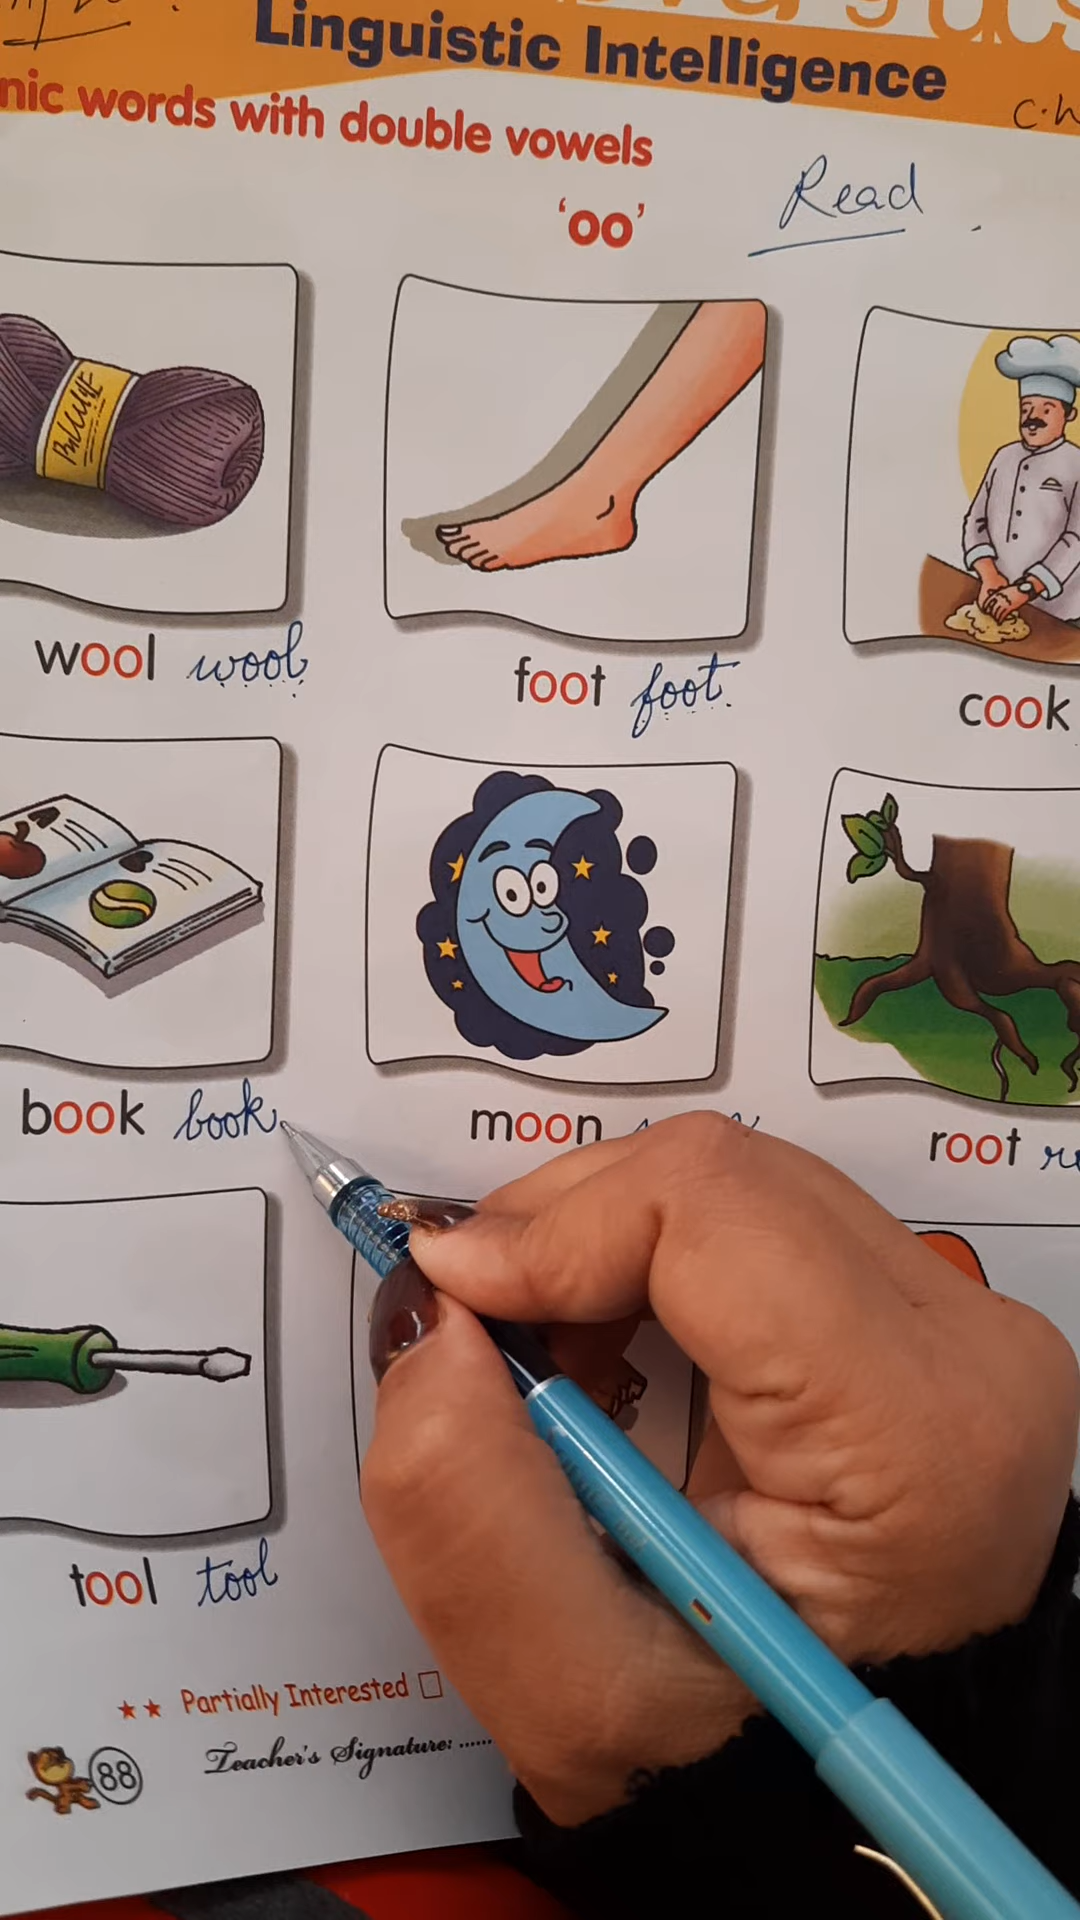 Linguistic Intelligence
words with double vowels
'oo'
Read
wool wool
foot foot
cook
book book
moon
root
tool tool
★★ Partially Interested
Teacher's Signature: ......
88